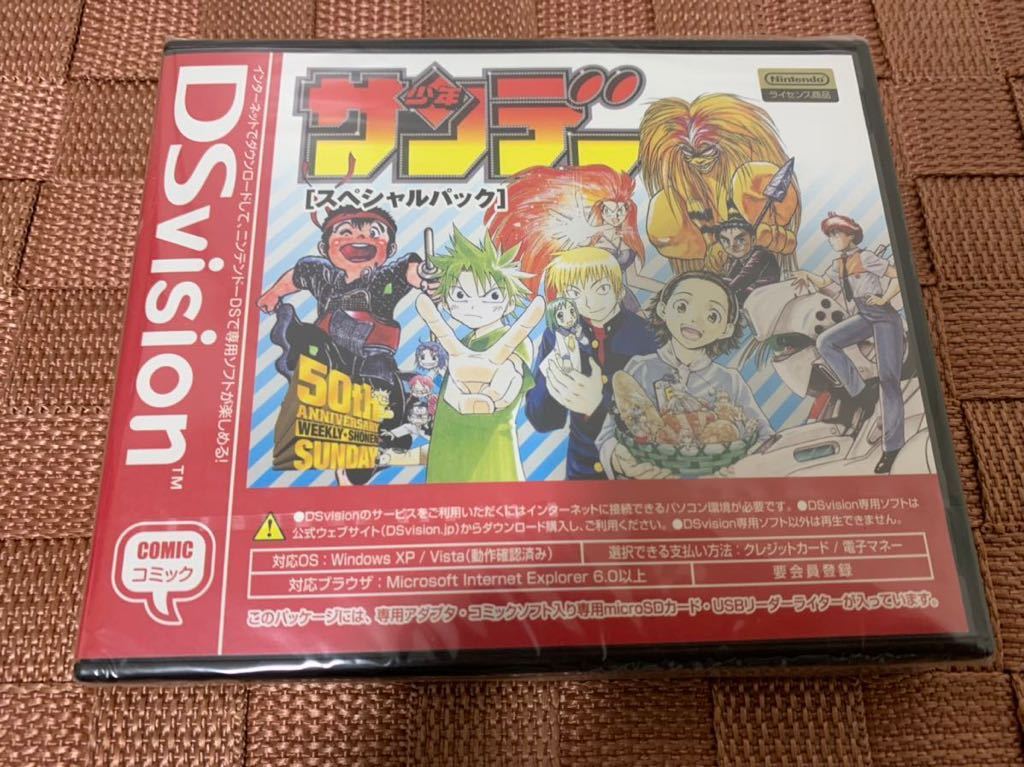 DSvision™
インターネットでダウンロードして、ニンテンドーDSで専用ソフトが楽しめる!
少年
サンデー
[スペシャルパック]
Nintendo
ライセンス商品
50th
ANNIVERSARY
WEEKLY・SHONEN
SUNDAY
COMIC
コミック
●DSvisionのサービスをご利用いただくにはインターネットに接続できるパソコン環境が必要です。●DSvision専用ソフトは
公式ウェブサイト(DSvision.jp)からダウンロード購入し、ご利用ください。●DSvision専用ソフト以外は再生できません。
対応OS:Windows XP / Vista(動作確認済み)
選択できる支払い方法:クレジットカード / 電子マネー
対応ブラウザ:Microsoft Internet Explorer 6.0以上
要会員登録
このパッケージには、専用アダプタ・コミックソフト入り専用microSDカード・USBリーダーライターが入っています。